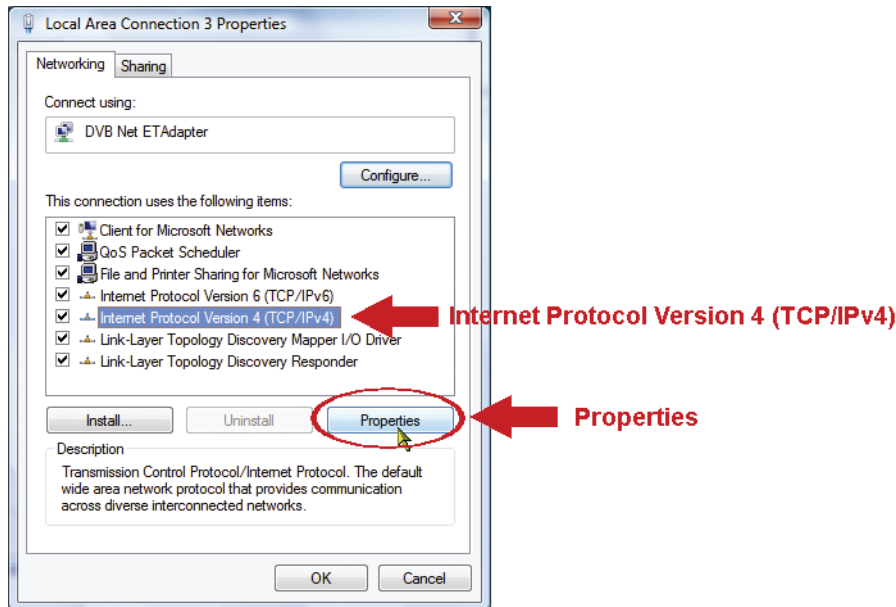 Local Area Connection 3 Properties
Networking
Sharing
Connect using:
DVB Net ETAdapter
Configure...
This connection uses the following items:
Client for Microsoft Networks
QoS Packet Scheduler
File and Printer Sharing for Microsoft Networks
Internet Protocol Version 6 (TCP/IPv6)
Internet Protocol Version 4 (TCP/IPv4)
Internet Protocol Version 4 (TCP/IPv4)
Link-Layer Topology Discovery Mapper I/O Driver
Link-Layer Topology Discovery Responder
Install...
Uninstall
Properties
Properties
Description
Transmission Control Protocol/Internet Protocol. The default
wide area network protocol that provides communication
across diverse interconnected networks.
OK
Cancel